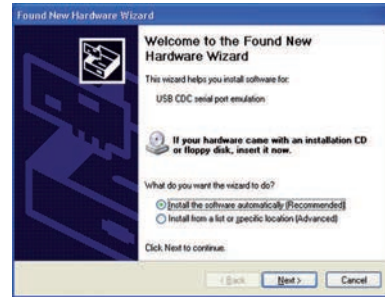 Found New Hardware Wizard
Welcome to the Found New
Hardware Wizard
This wizard helps you install software for:
USB CDC serial port emulation
If your hardware came with an installation CD
or floppy disk, insert it now.
What do you want the wizard to do?
Install the software automatically (Recommended)
Install from a list or specific location (Advanced)
Click Next to continue.
< Back Next > Cancel